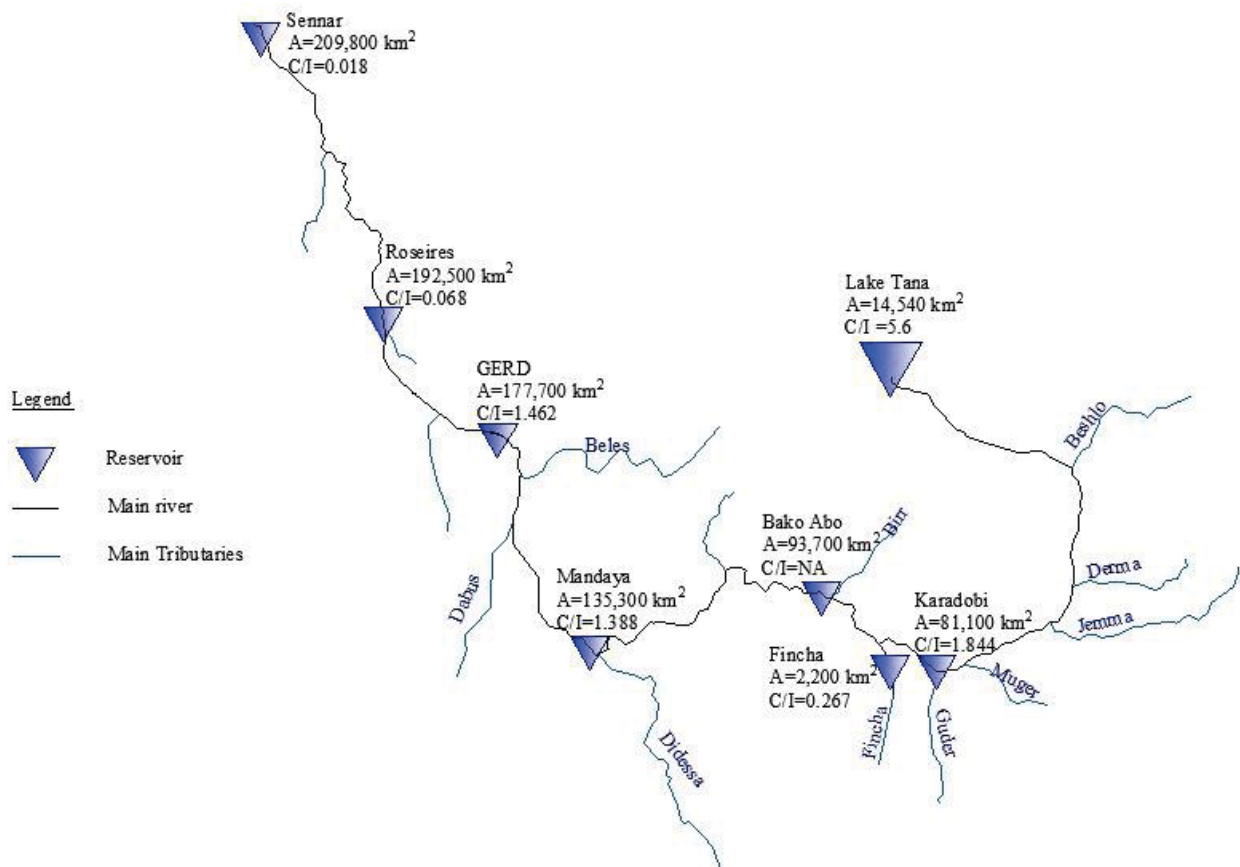 Sennar
A=209,800 km²
C/I=0.018
Roseires
A=192,500 km²
C/I=0.068
Lake Tana
A=14,540 km²
C/I =5.6
GERD
A=177,700 km²
C/I=1.462
Legend
Reservoir
Main river
Main Tributaries
Beles
Beshlo
Bako Abo
A=93,700 km²
C/I=NA
Birr
Dabus
Mandaya
A=135,300 km²
C/I=1.388
Karadobi
A=81,100 km²
C/I=1.844
Derma
Jemma
Fincha
A=2,200 km²
C/I=0.267
Muger
Fincha
Guder
Didessa